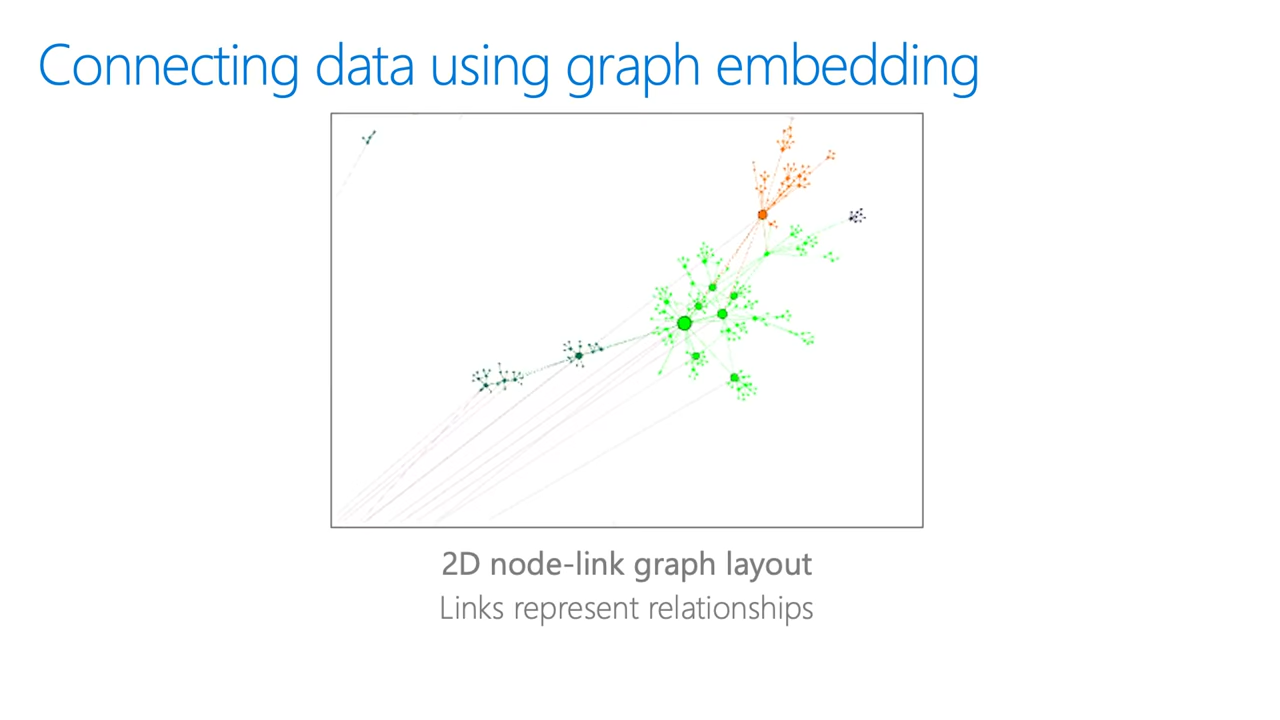 Connecting data using graph embedding
2D node-link graph layout
Links represent relationships